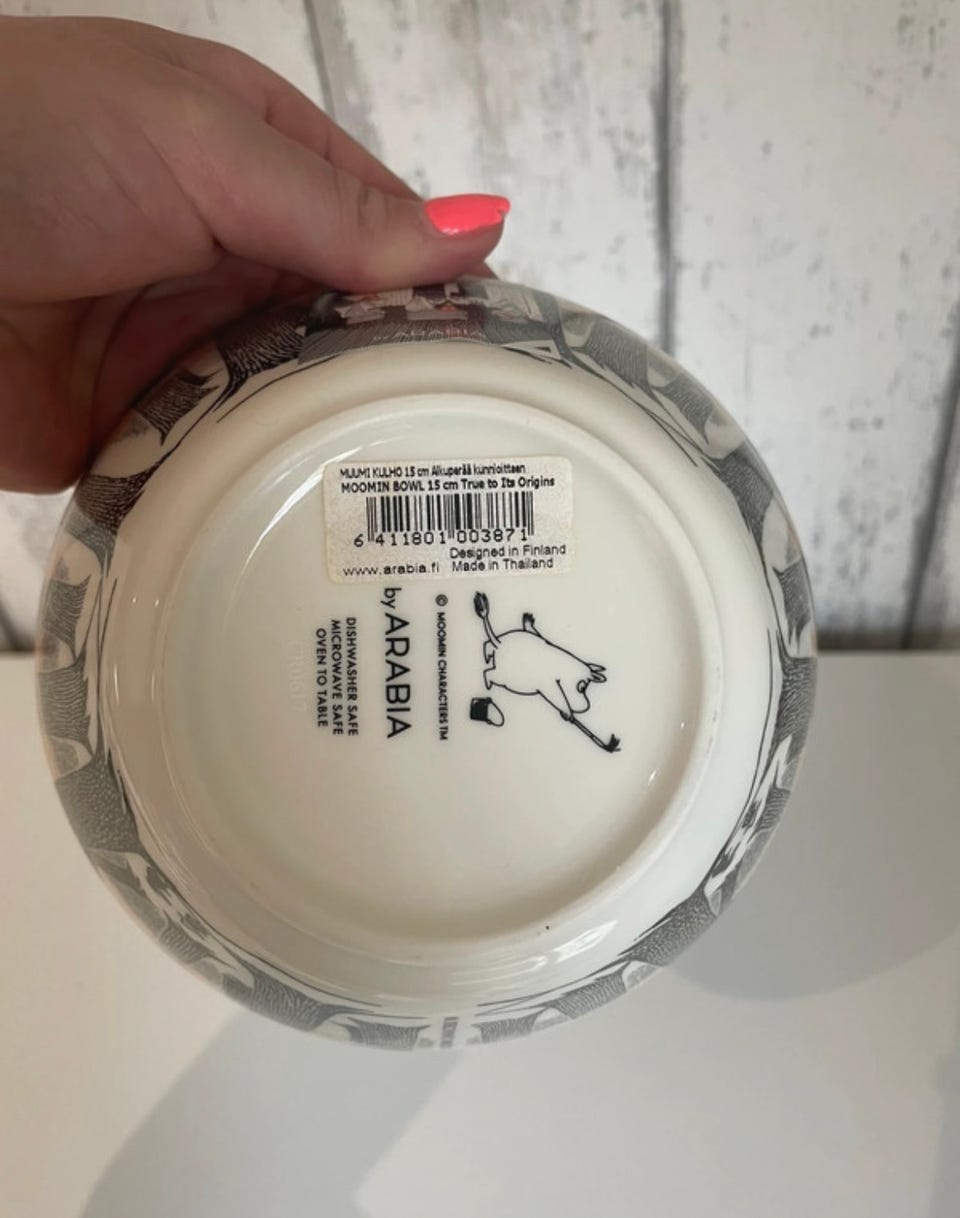 MUUMI KULHO 15 cm Alkuperää kunnioittaen
MOOMIN BOWL 15 cm True to Its Origins
6 411801 003871
Designed in Finland
www.arabia.fi Made in Thailand
© MOOMIN CHARACTERS TM
by ARABIA
DISHWASHER SAFE
MICROWAVE SAFE
OVEN TO TABLE